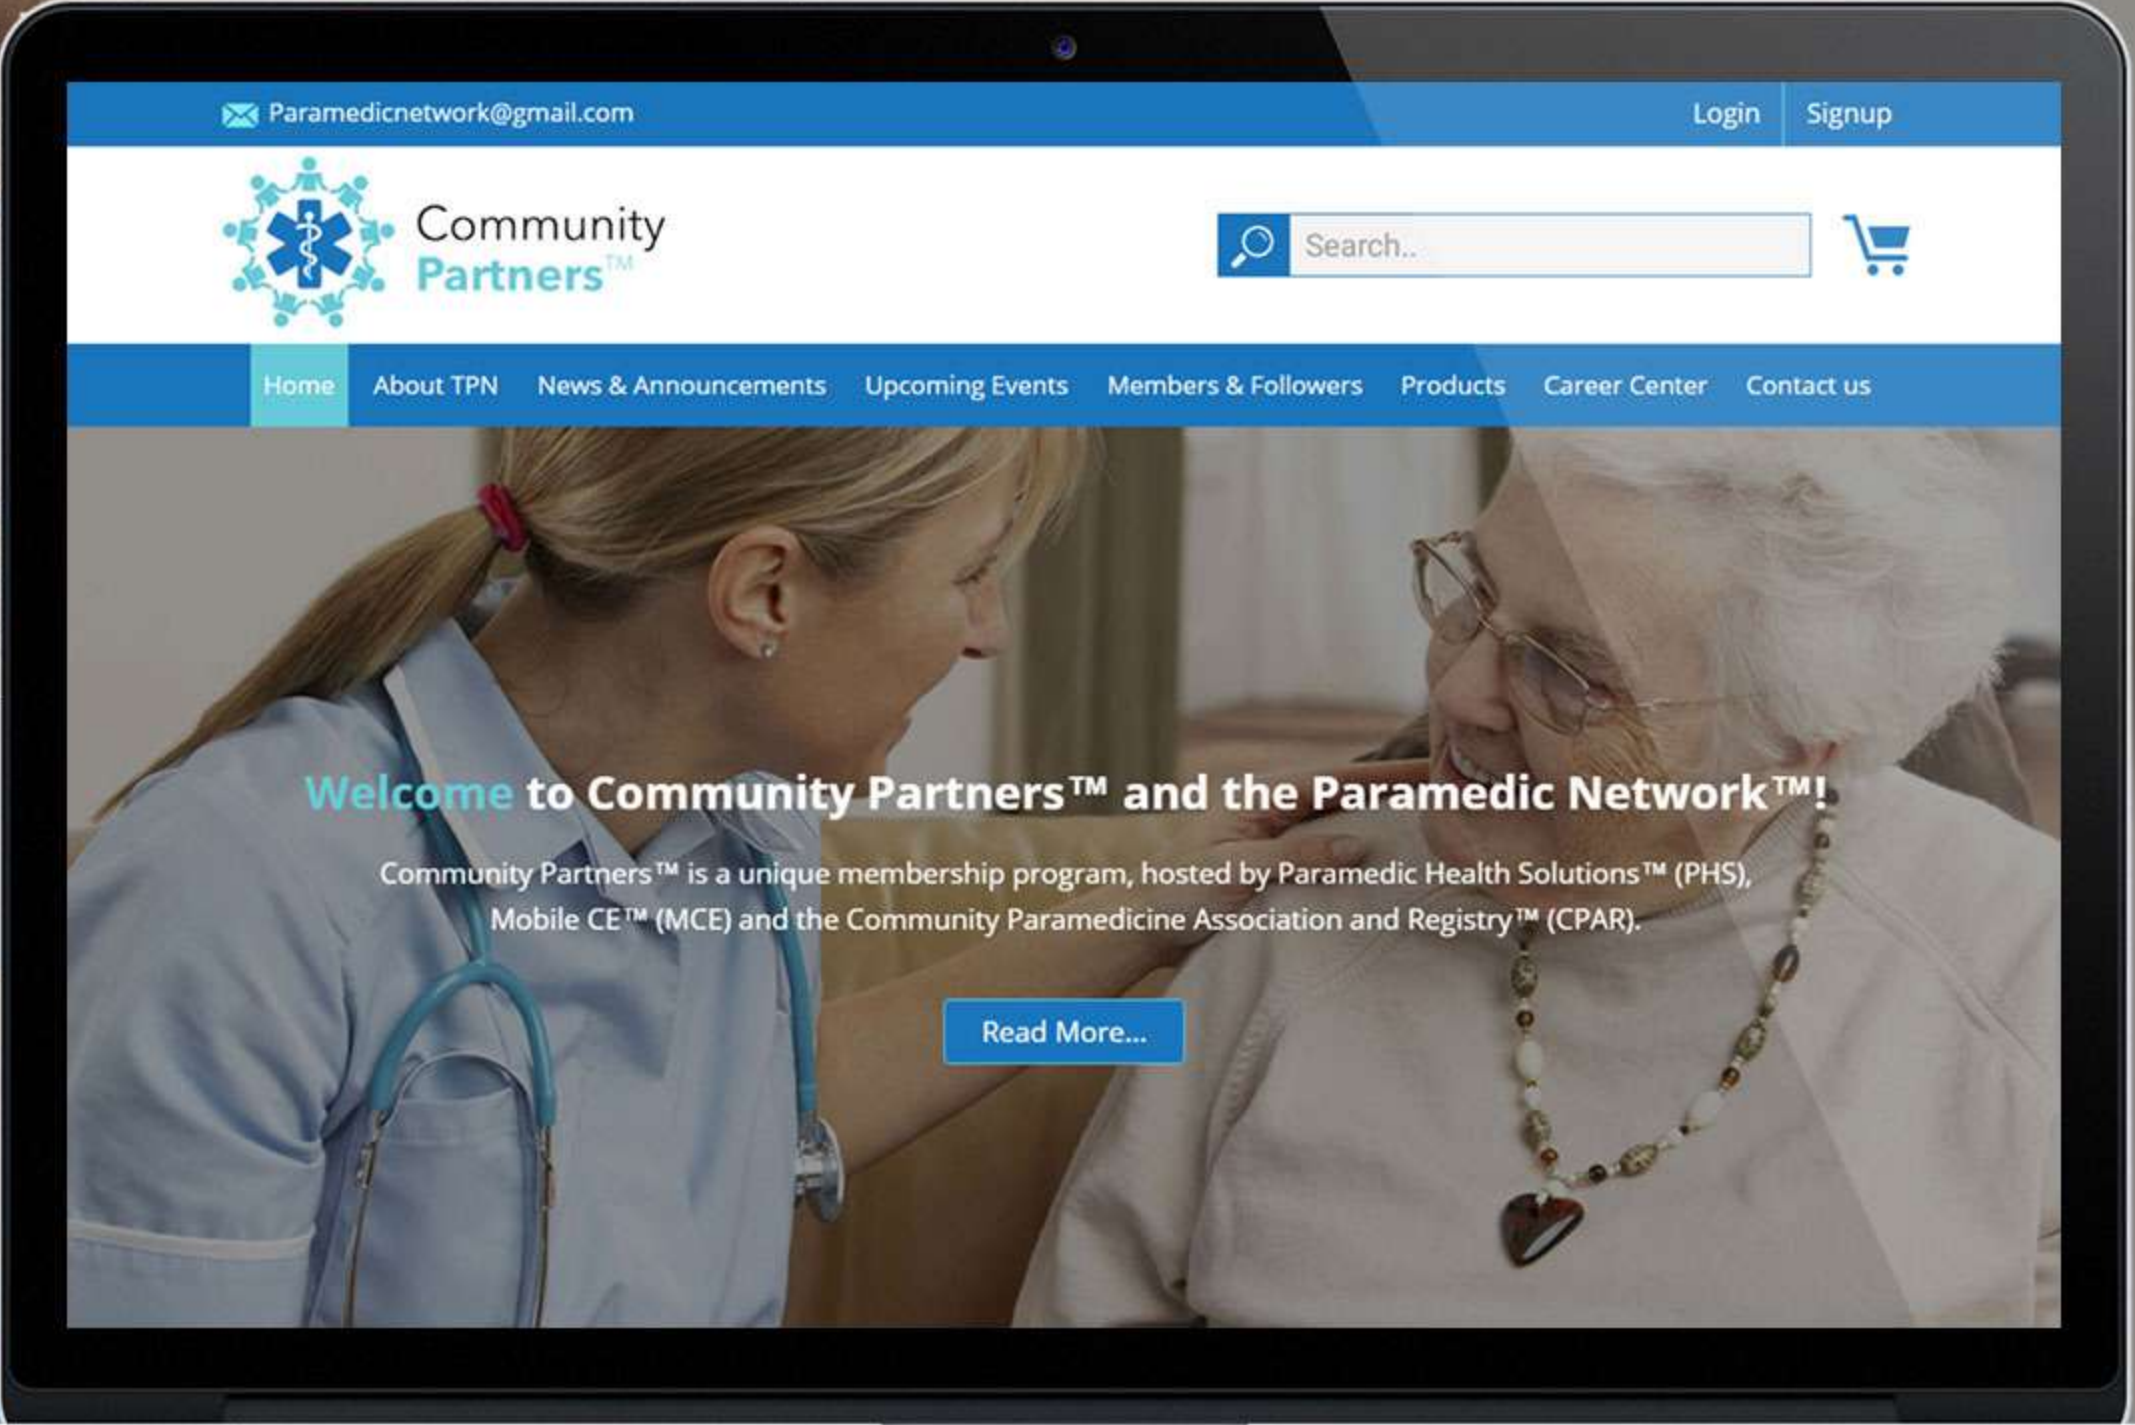 Paramedicnetwork@gmail.com
Login
Signup
Community
Partners™
Search..
Home
About TPN
News & Announcements
Upcoming Events
Members & Followers
Products
Career Center
Contact us
Welcome to Community Partners™ and the Paramedic Network™!
Community Partners™ is a unique membership program, hosted by Paramedic Health Solutions™ (PHS),
Mobile CE™ (MCE) and the Community Paramedicine Association and Registry™ (CPAR).
Read More...